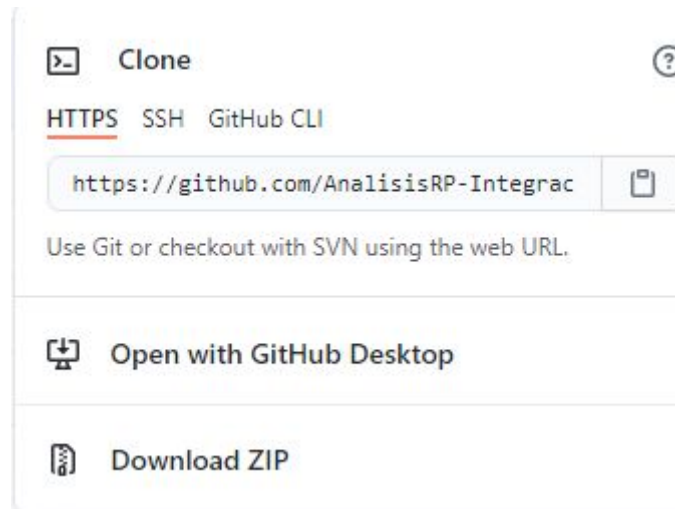 Clone
HTTPS SSH GitHub CLI
https://github.com/AnalisisRP-Integrac
Use Git or checkout with SVN using the web URL.
Open with GitHub Desktop
Download ZIP